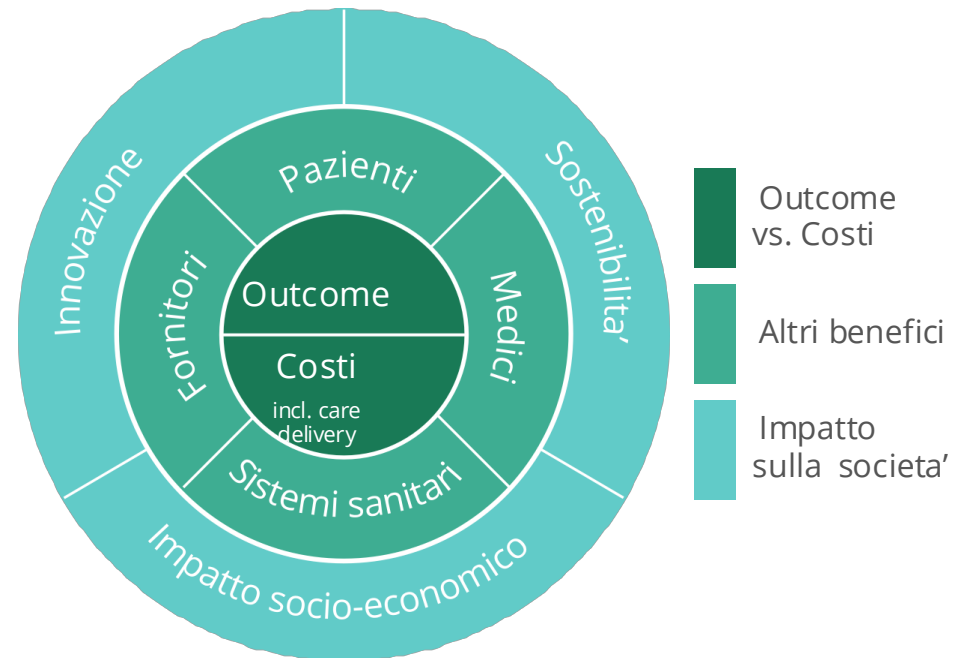 Innovazione
Sostenibilita’
Impatto socio-economico
Pazienti
Fornitori
Medici
Sistemi sanitari
Outcome
Costi
incl. care
delivery
Outcome
vs. Costi
Altri benefici
Impatto
sulla societa’